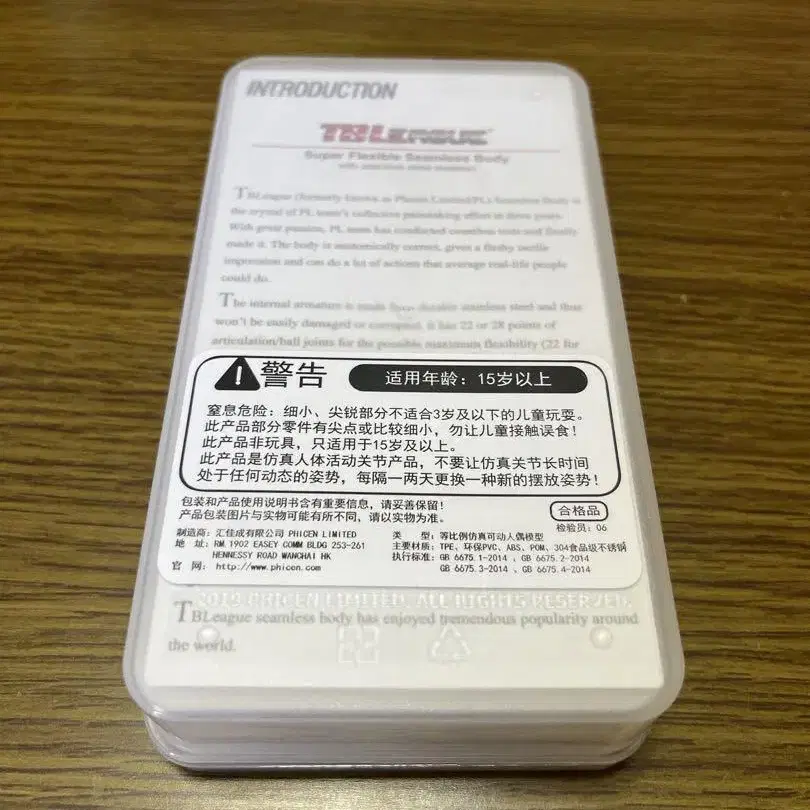 INTRODUCTION
TBLEAGUE
Super Flexible Seamless Body
TBLeague (formerly known as Phicen Limited/PL) Seamless Body is
the crystal of PL team's collective painstaking effort in three years.
With great passion, PL team has conducted countless tests and finally
made it. The body is anatomically correct, gives a fleshy tactile
impression and can do a lot of actions that average real-life people
could do.
The internal armature is made from durable stainless steel and thus
won't be easily damaged or corrupted. it has 22 or 28 points of
articulation/ball joints for the possible maximum flexibility (22 for
警告
适用年龄：15岁以上
窒息危险：细小、尖锐部分不适合3岁及以下的儿童玩耍。
此产品部分零件有尖点或比较细小，勿让儿童接触误食！
此产品非玩具，只适用于15岁及以上。
此产品是仿真人体活动关节产品，不要让仿真关节长时间
处于任何动态的姿势，每隔一两天更换一种新的摆放姿势！
包装和产品使用说明书含有重要信息，请妥善保留！
产品包装图片与实物可能有所不同，请以实物为准。
合格品
检验员：06
制造商：汇佳成有限公司 PHICEN LIMITED
地 址：RM 1902 EASEY COMM BLDG 253-261
HENNESSY ROAD WANCHAI HK
官 网：http://www.phicen.com
类 型：等比例仿真可动人偶模型
主要材质：TPE、环保PVC、ABS、POM、304食品级不锈钢
执行标准：GB 6675.1-2014 、GB 6675.2-2014
GB 6675.3-2014 、GB 6675.4-2014
2019 PHICEN LIMITED. ALL RIGHTS RESERVED.
TBLeague seamless body has enjoyed tremendous popularity around
the world.